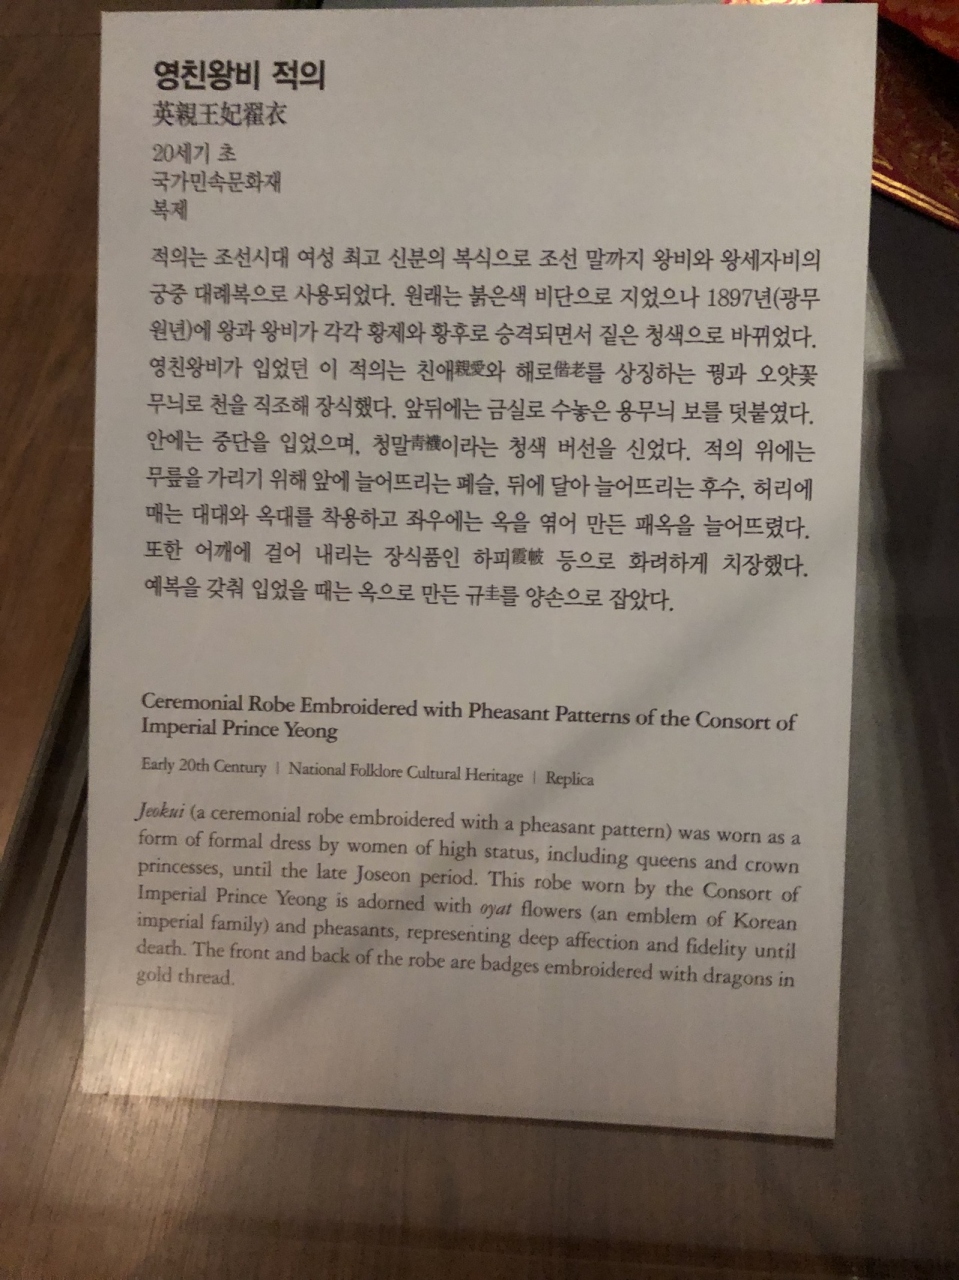 영친왕비 적의
英親王妃翟衣
20세기 초
국가민속문화재
복제
적의는 조선시대 여성 최고 신분의 복식으로 조선 말까지 왕비와 왕세자비의
궁중 대례복으로 사용되었다. 원래는 붉은색 비단으로 지었으나 1897년(광무
원년)에 왕과 왕비가 각각 황제와 황후로 승격되면서 짙은 청색으로 바뀌었다.
영친왕비가 입었던 이 적의는 친애親愛와 해로偕老를 상징하는 꿩과 오얏꽃
무늬로 천을 직조해 장식했다. 앞뒤에는 금실로 수놓은 용무늬 보를 덧붙였다.
안에는 중단을 입었으며, 청말靑襪이라는 청색 버선을 신었다. 적의 위에는
무릎을 가리기 위해 앞에 늘어뜨리는 폐슬, 뒤에 달아 늘어뜨리는 후수, 허리에
매는 대대와 옥대를 착용하고 좌우에는 옥을 엮어 만든 패옥을 늘어뜨렸다.
또한 어깨에 걸어 내리는 장식품인 하피霞帔 등으로 화려하게 치장했다.
예복을 갖춰 입었을 때는 옥으로 만든 규圭를 양손으로 잡았다.
Ceremonial Robe Embroidered with Pheasant Patterns of the Consort of
Imperial Prince Yeong
Early 20th Century | National Folklore Cultural Heritage | Replica
Jeokui (a ceremonial robe embroidered with a pheasant pattern) was worn as a
form of formal dress by women of high status, including queens and crown
princesses, until the late Joseon period. This robe worn by the Consort of
Imperial Prince Yeong is adorned with oyat flowers (an emblem of Korean
imperial family) and pheasants, representing deep affection and fidelity until
death. The front and back of the robe are badges embroidered with dragons in
gold thread.